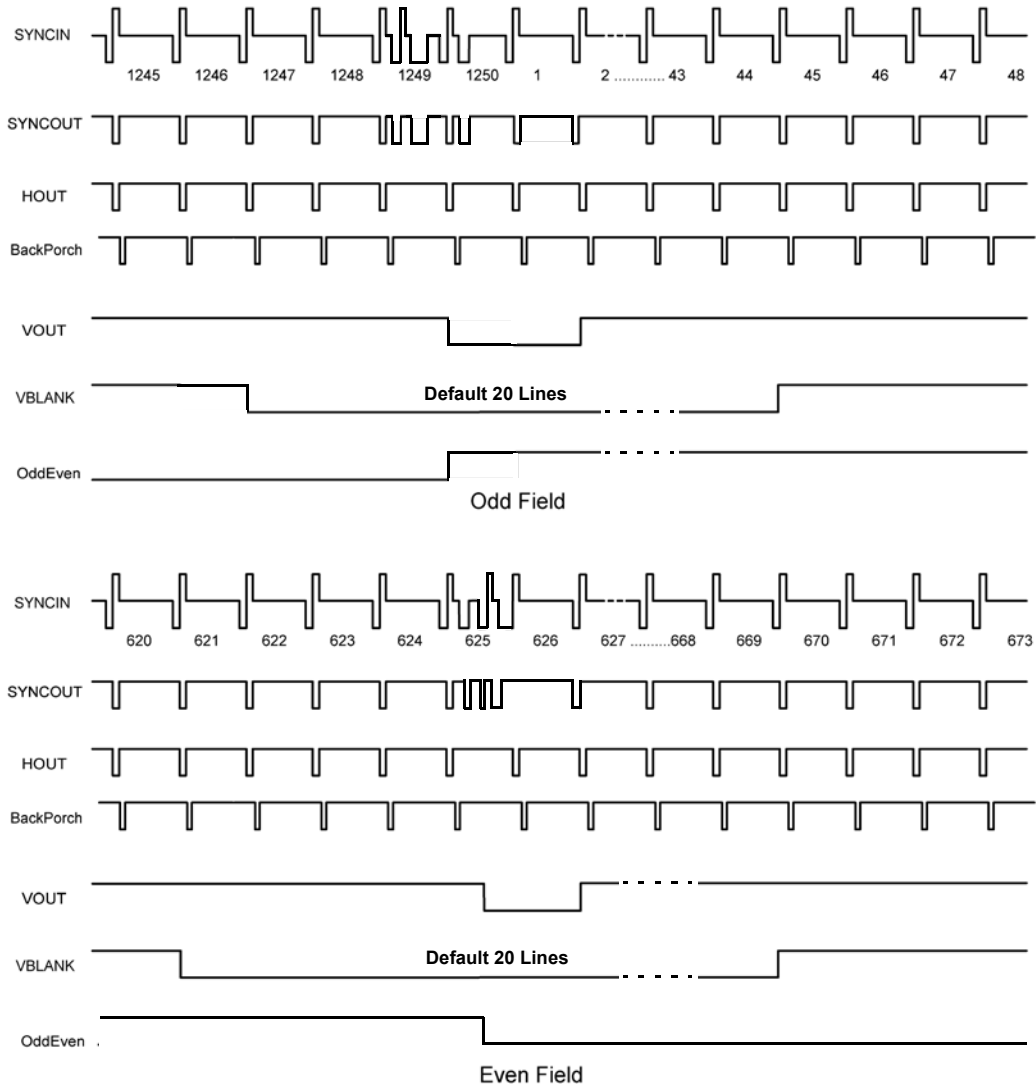 SYNCIN
1245 1246 1247 1248 1249 1250 1 2 ............ 43 44 45 46 47 48
SYNCOUT
HOUT
BackPorch
VOUT
VBLANK
Default 20 Lines
OddEven
Odd Field
SYNCIN
620 621 622 623 624 625 626 627 ..........668 669 670 671 672 673
SYNCOUT
HOUT
BackPorch
VOUT
VBLANK
Default 20 Lines
OddEven
Even Field